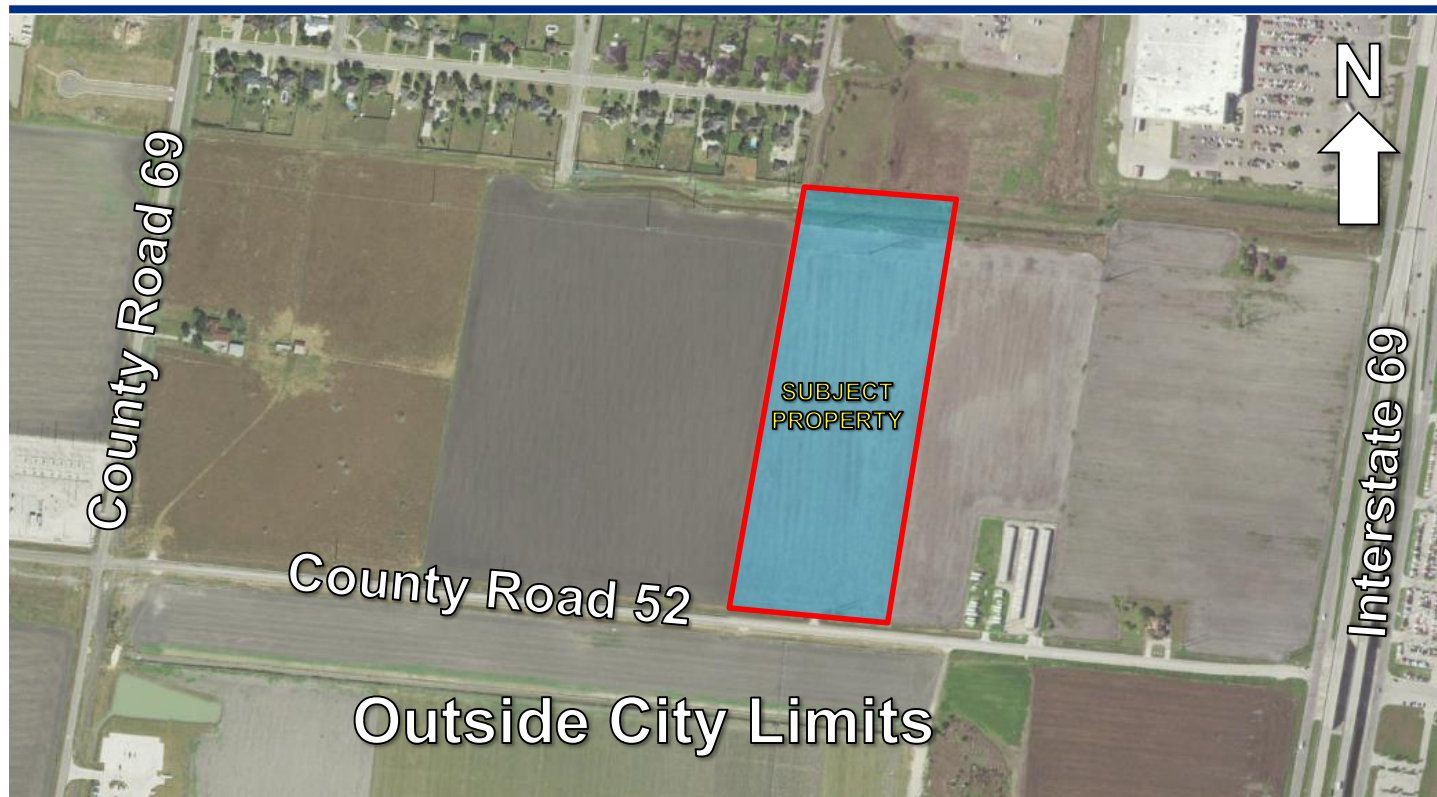 N
County Road 69
SUBJECT
PROPERTY
Interstate 69
County Road 52
Outside City Limits